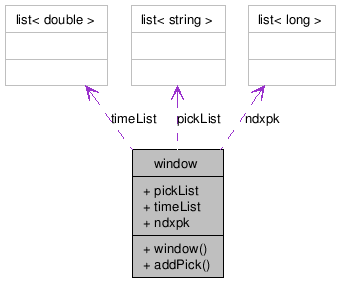 list< double >
list< string >
list< long >
timeList
pickList
ndxpk
window
+ pickList
+ timeList
+ ndxpk
+ window()
+ addPick()